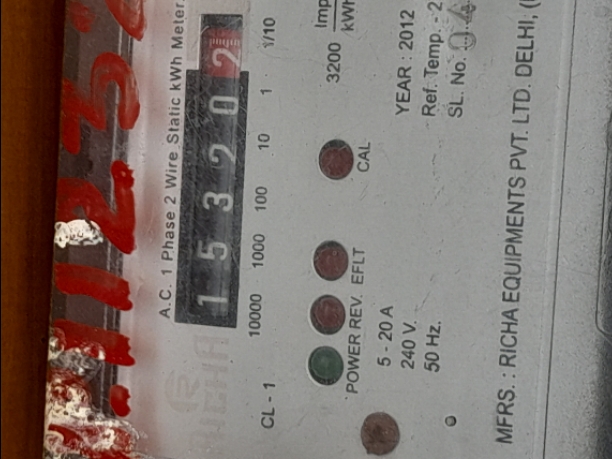 A.C. 1 Phase 2 Wire Static kWh Meter
1 5 3 2 0 2
10000 1000 100 10 1 1/10
RICHA
CL - 1
3200 Imp
kWh
CAL
EFLT
REV.
POWER
5 - 20 A
240 V.
50 Hz.
YEAR : 2012
Ref. Temp. - 2
SL. No.
MFRS. : RICHA EQUIPMENTS PVT. LTD. DELHI, (